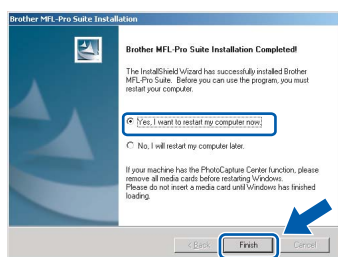 Brother MFL-Pro Suite Installation
Brother MFL-Pro Suite Installation Completed!
The InstallShield Wizard has successfully installed Brother
MFL-Pro Suite. Before you can use the program, you must
restart your computer.
Yes, I want to restart my computer now.
No, I will restart my computer later.
If your machine has the PhotoCapture Center function, please
remove all media cards before restarting Windows.
Please do not insert a media card until Windows has finished
loading.
< Back Finish Cancel